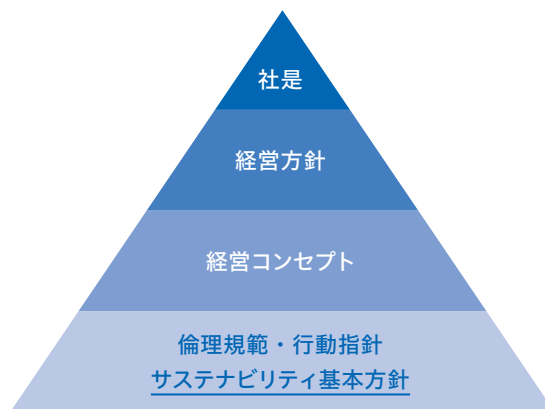 社是
経営方針
経営コンセプト
倫理規範・行動指針
サステナビリティ基本方針